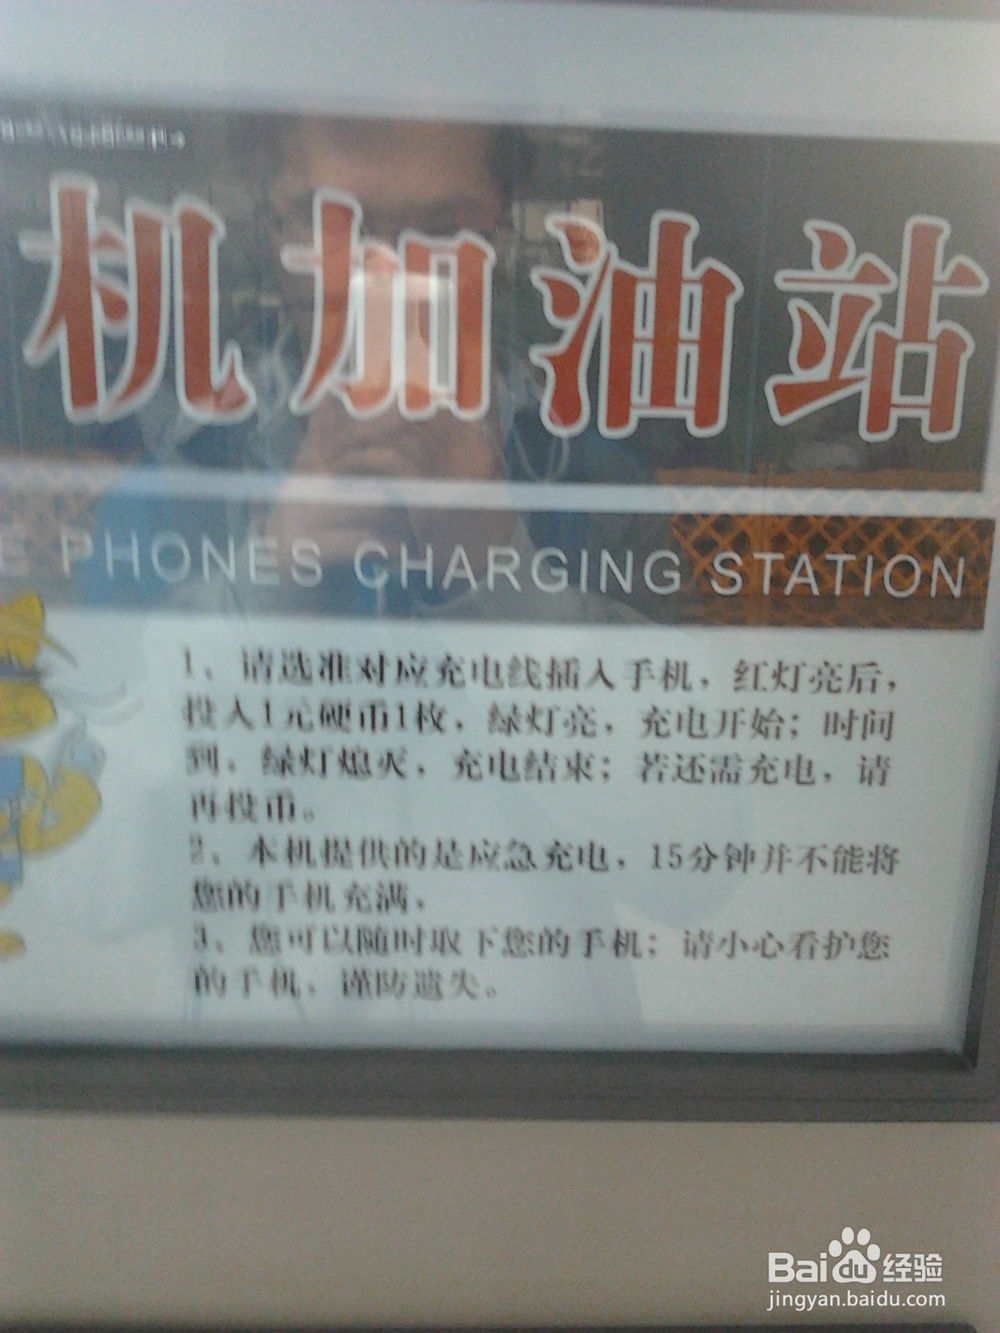 机加油站
E PHONES CHARGING STATION
1、请选准对应充电线插入手机，红灯亮后，
投入1元硬币1枚，绿灯亮，充电开始；时间
到，绿灯熄灭，充电结束；若还需充电，请
再投币。
2、本机提供的是应急充电，15分钟并不能将
您的手机充满，
3、您可以随时取下您的手机；请小心看护您
的手机，谨防遗失。
Bai du 经验
jingyan.baidu.com